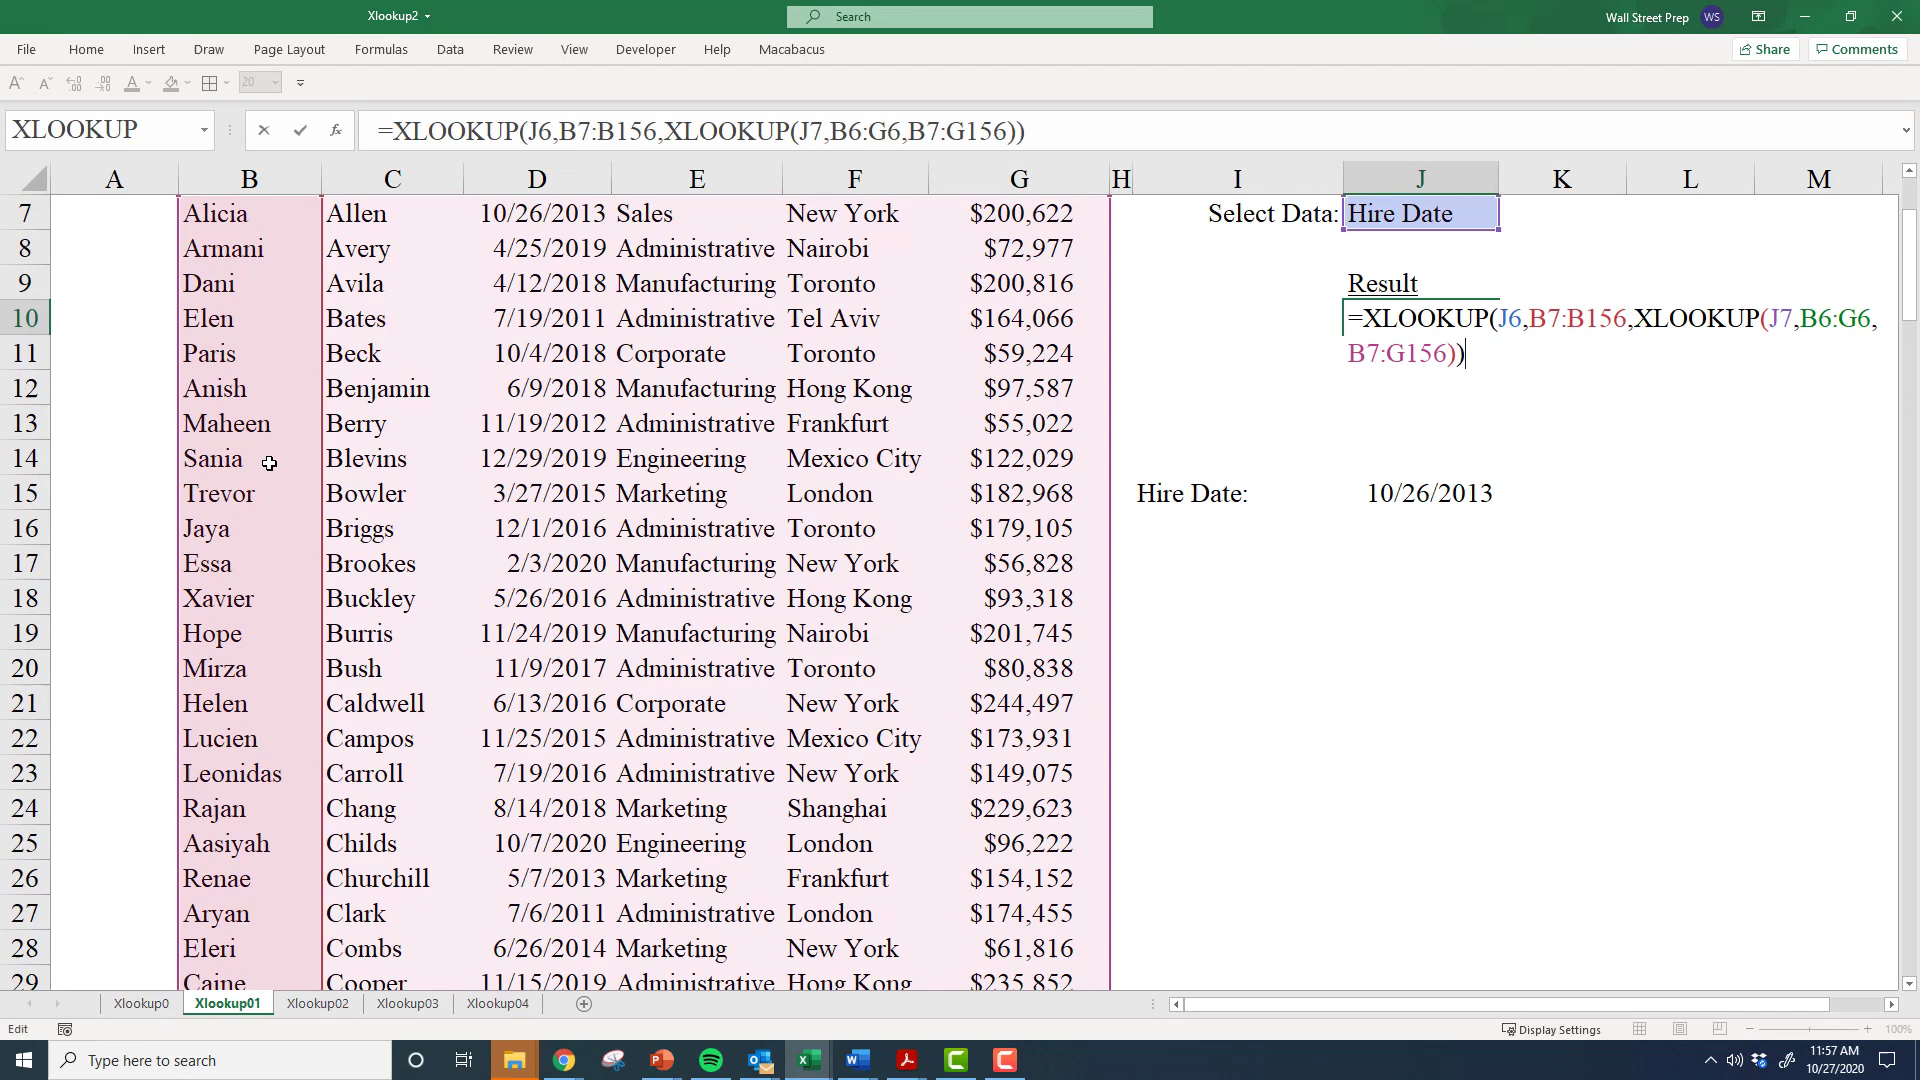 Xlookup2
Search
Wall Street Prep WS
File Home Insert Draw Page Layout Formulas Data Review View Developer Help Macabacus Share Comments
20
XLOOKUP fx =XLOOKUP(J6,B7:B156,XLOOKUP(J7,B6:G6,B7:G156))
A B C D E F G H I J K L M
7 Alicia Allen 10/26/2013 Sales New York $200,622 Select Data: Hire Date
8 Armani Avery 4/25/2019 Administrative Nairobi $72,977
9 Dani Avila 4/12/2018 Manufacturing Toronto $200,816 Result
10 Elen Bates 7/19/2011 Administrative Tel Aviv $164,066 =XLOOKUP(J6,B7:B156,XLOOKUP(J7,B6:G6,
11 Paris Beck 10/4/2018 Corporate Toronto $59,224 B7:G156))
12 Anish Benjamin 6/9/2018 Manufacturing Hong Kong $97,587
13 Maheen Berry 11/19/2012 Administrative Frankfurt $55,022
14 Sania Blevins 12/29/2019 Engineering Mexico City $122,029
15 Trevor Bowler 3/27/2015 Marketing London $182,968 Hire Date: 10/26/2013
16 Jaya Briggs 12/1/2016 Administrative Toronto $179,105
17 Essa Brookes 2/3/2020 Manufacturing New York $56,828
18 Xavier Buckley 5/26/2016 Administrative Hong Kong $93,318
19 Hope Burris 11/24/2019 Manufacturing Nairobi $201,745
20 Mirza Bush 11/9/2017 Administrative Toronto $80,838
21 Helen Caldwell 6/13/2016 Corporate New York $244,497
22 Lucien Campos 11/25/2015 Administrative Mexico City $173,931
23 Leonidas Carroll 7/19/2016 Administrative New York $149,075
24 Rajan Chang 8/14/2018 Marketing Shanghai $229,623
25 Aasiyah Childs 10/7/2020 Engineering London $96,222
26 Renae Churchill 5/7/2013 Marketing Frankfurt $154,152
27 Aryan Clark 7/6/2011 Administrative London $174,455
28 Eleri Combs 6/26/2014 Marketing New York $61,816
29 Caine Cooper 11/15/2019 Administrative Hong Kong $235,852
Xlookup0 Xlookup01 Xlookup02 Xlookup03 Xlookup04
Edit Display Settings 100%
Type here to search 11:57 AM
10/27/2020